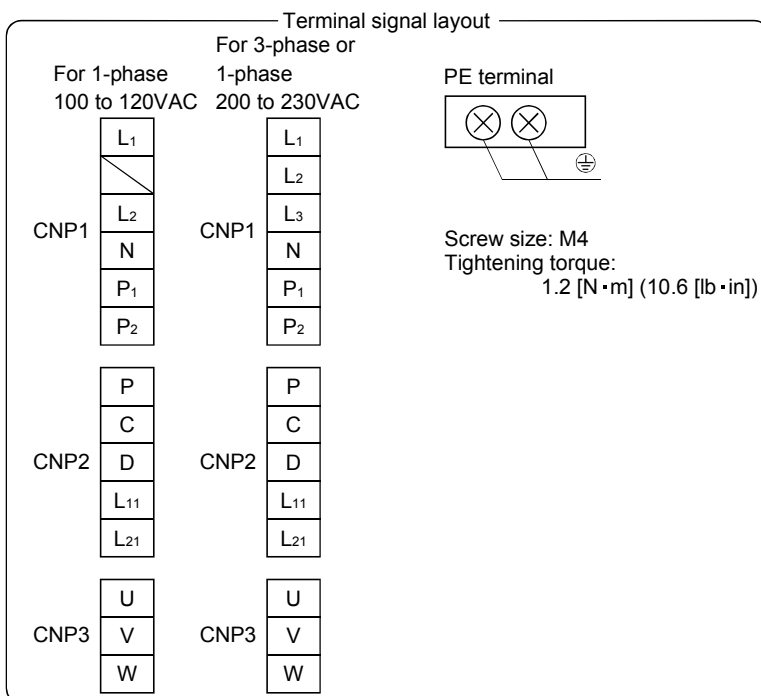 Terminal signal layout
For 1-phase
100 to 120VAC
For 3-phase or
1-phase
200 to 230VAC
PE terminal
CNP1
L1
L2
N
P1
P2
CNP1
L1
L2
L3
N
P1
P2
Screw size: M4
Tightening torque:
1.2 [N▪m] (10.6 [lb▪in])
CNP2
P
C
D
L11
L21
CNP2
P
C
D
L11
L21
CNP3
U
V
W
CNP3
U
V
W